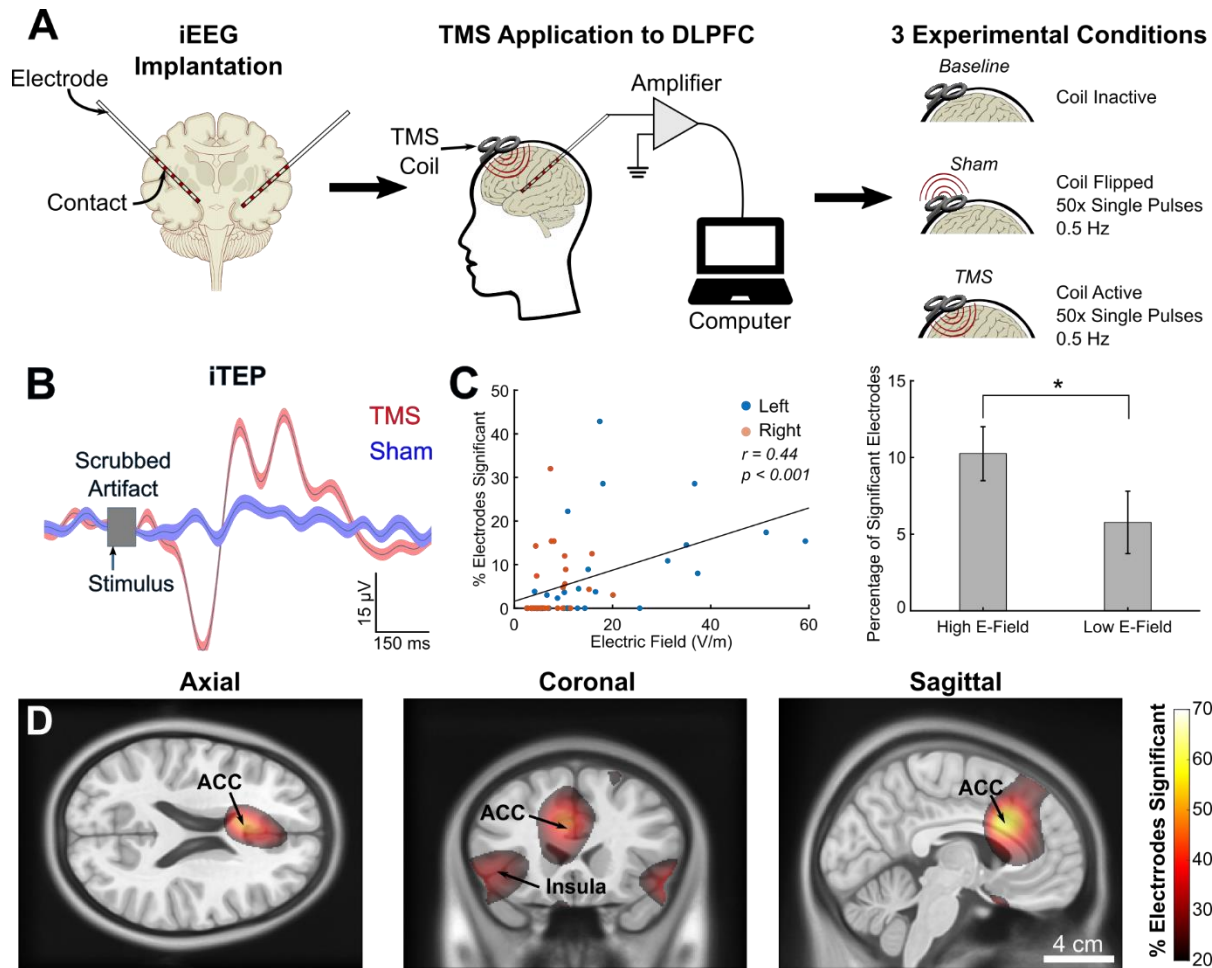 A
iEEG
Implantation
Electrode
Contact
TMS Application to DLPFC
Amplifier
TMS
Coil
Computer
3 Experimental Conditions
Baseline
Coil Inactive
Sham
Coil Flipped
50x Single Pulses
0.5 Hz
TMS
Coil Active
50x Single Pulses
0.5 Hz
B
iTEP
TMS
Sham
Scrubbed
Artifact
Stimulus
15 µV
150 ms
C
% Electrodes Significant
50
40
30
20
10
0
0
20
40
60
Electric Field (V/m)
Left
Right
r = 0.44
p < 0.001
Percentage of Significant Electrodes
15
10
5
0
*
High E-Field
Low E-Field
D
Axial
ACC
Coronal
ACC
Insula
Sagittal
ACC
4 cm
% Electrrodes Significant
70
60
50
40
30
20